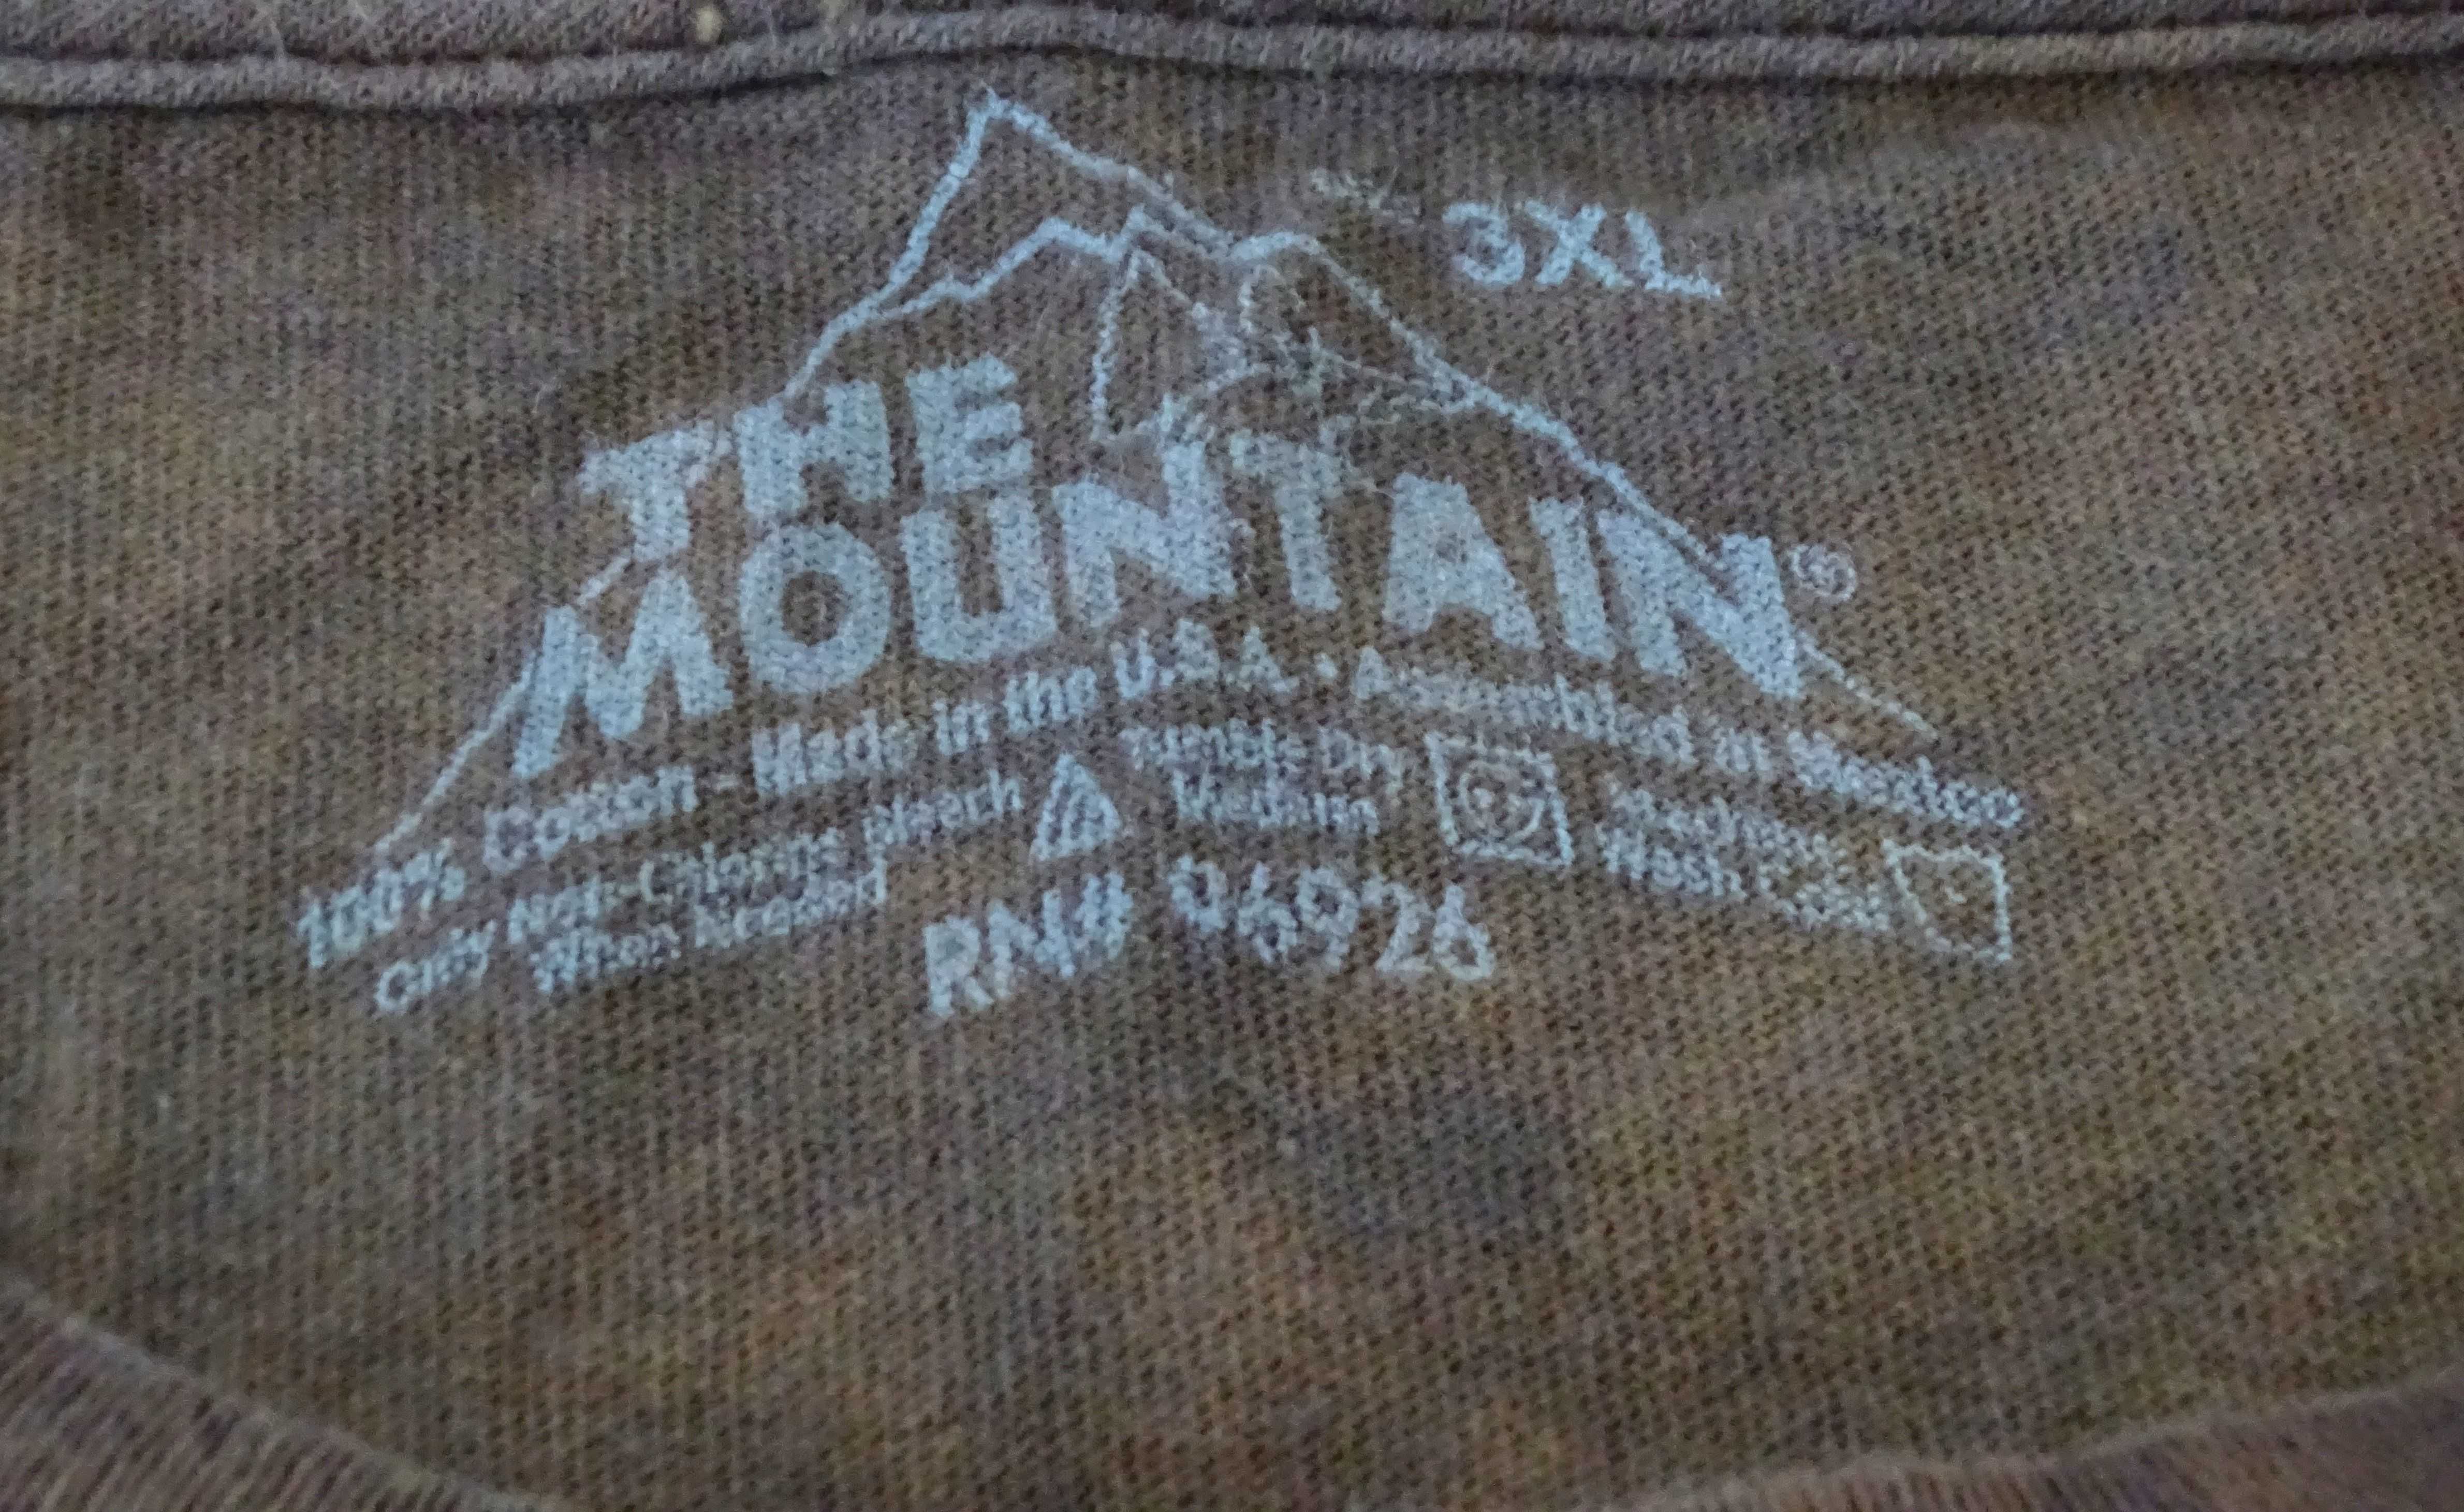 3XL
THE
MOUNTAIN®
100% Cotton - Made in the U.S.A. • Assembled in Mexico
Only Non-Chlorine Bleach
When Needed
Tumble Dry
Medium
Machine
Wash Cold
RN# 96926